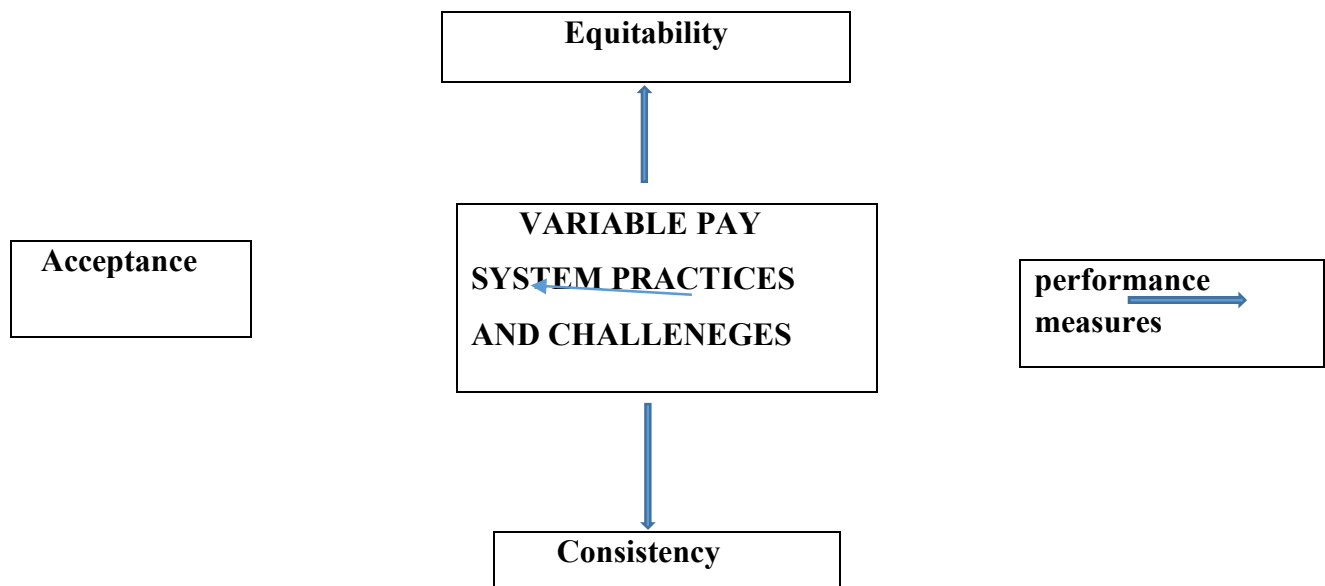 Equitability
VARIABLE PAY
SYSTEM PRACTICES
AND CHALLENEGES
Acceptance
performance
measures
Consistency